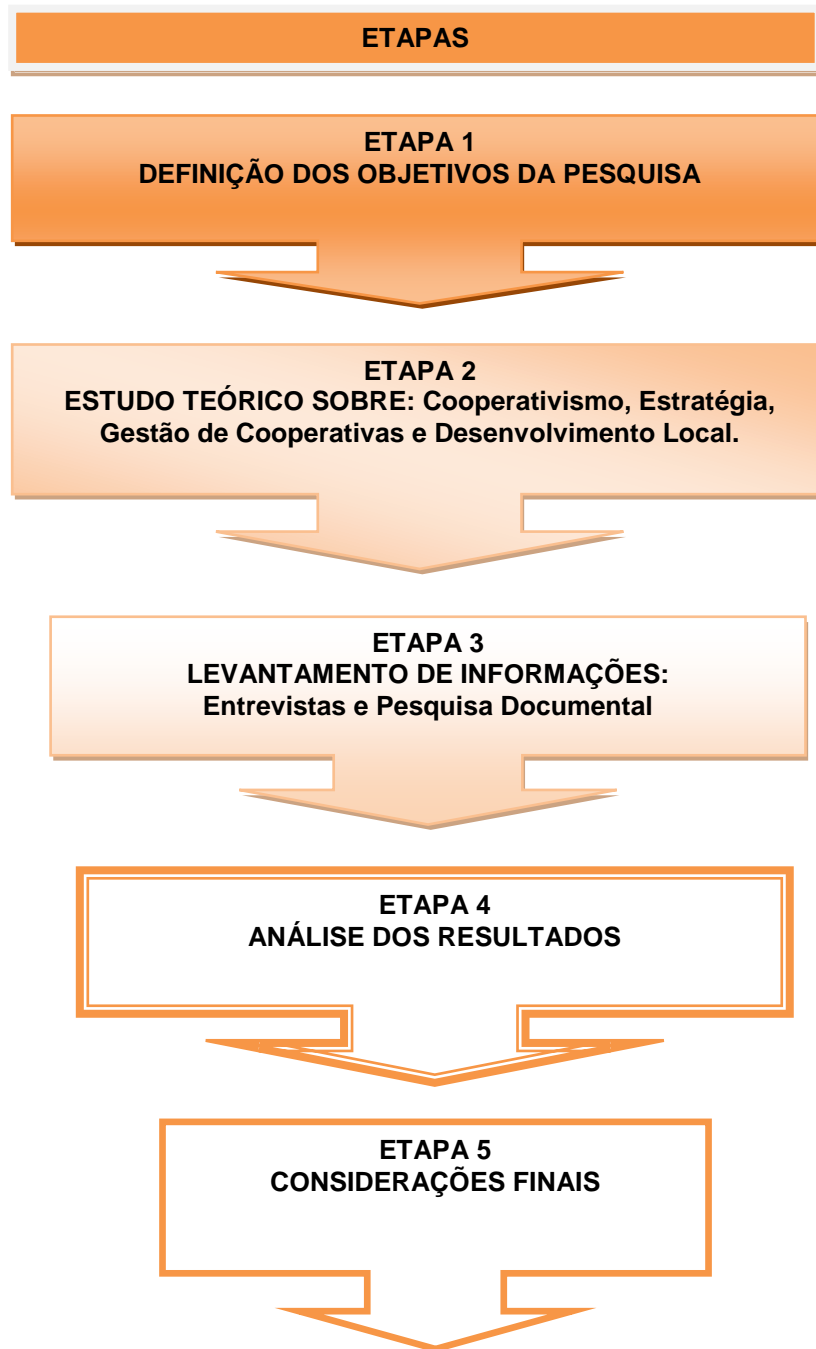 ETAPAS
ETAPA 1
DEFINIÇÃO DOS OBJETIVOS DA PESQUISA
ETAPA 2
ESTUDO TEÓRICO SOBRE: Cooperativismo, Estratégia,
Gestão de Cooperativas e Desenvolvimento Local.
ETAPA 3
LEVANTAMENTO DE INFORMAÇÕES:
Entrevistas e Pesquisa Documental
ETAPA 4
ANÁLISE DOS RESULTADOS
ETAPA 5
CONSIDERAÇÕES FINAIS